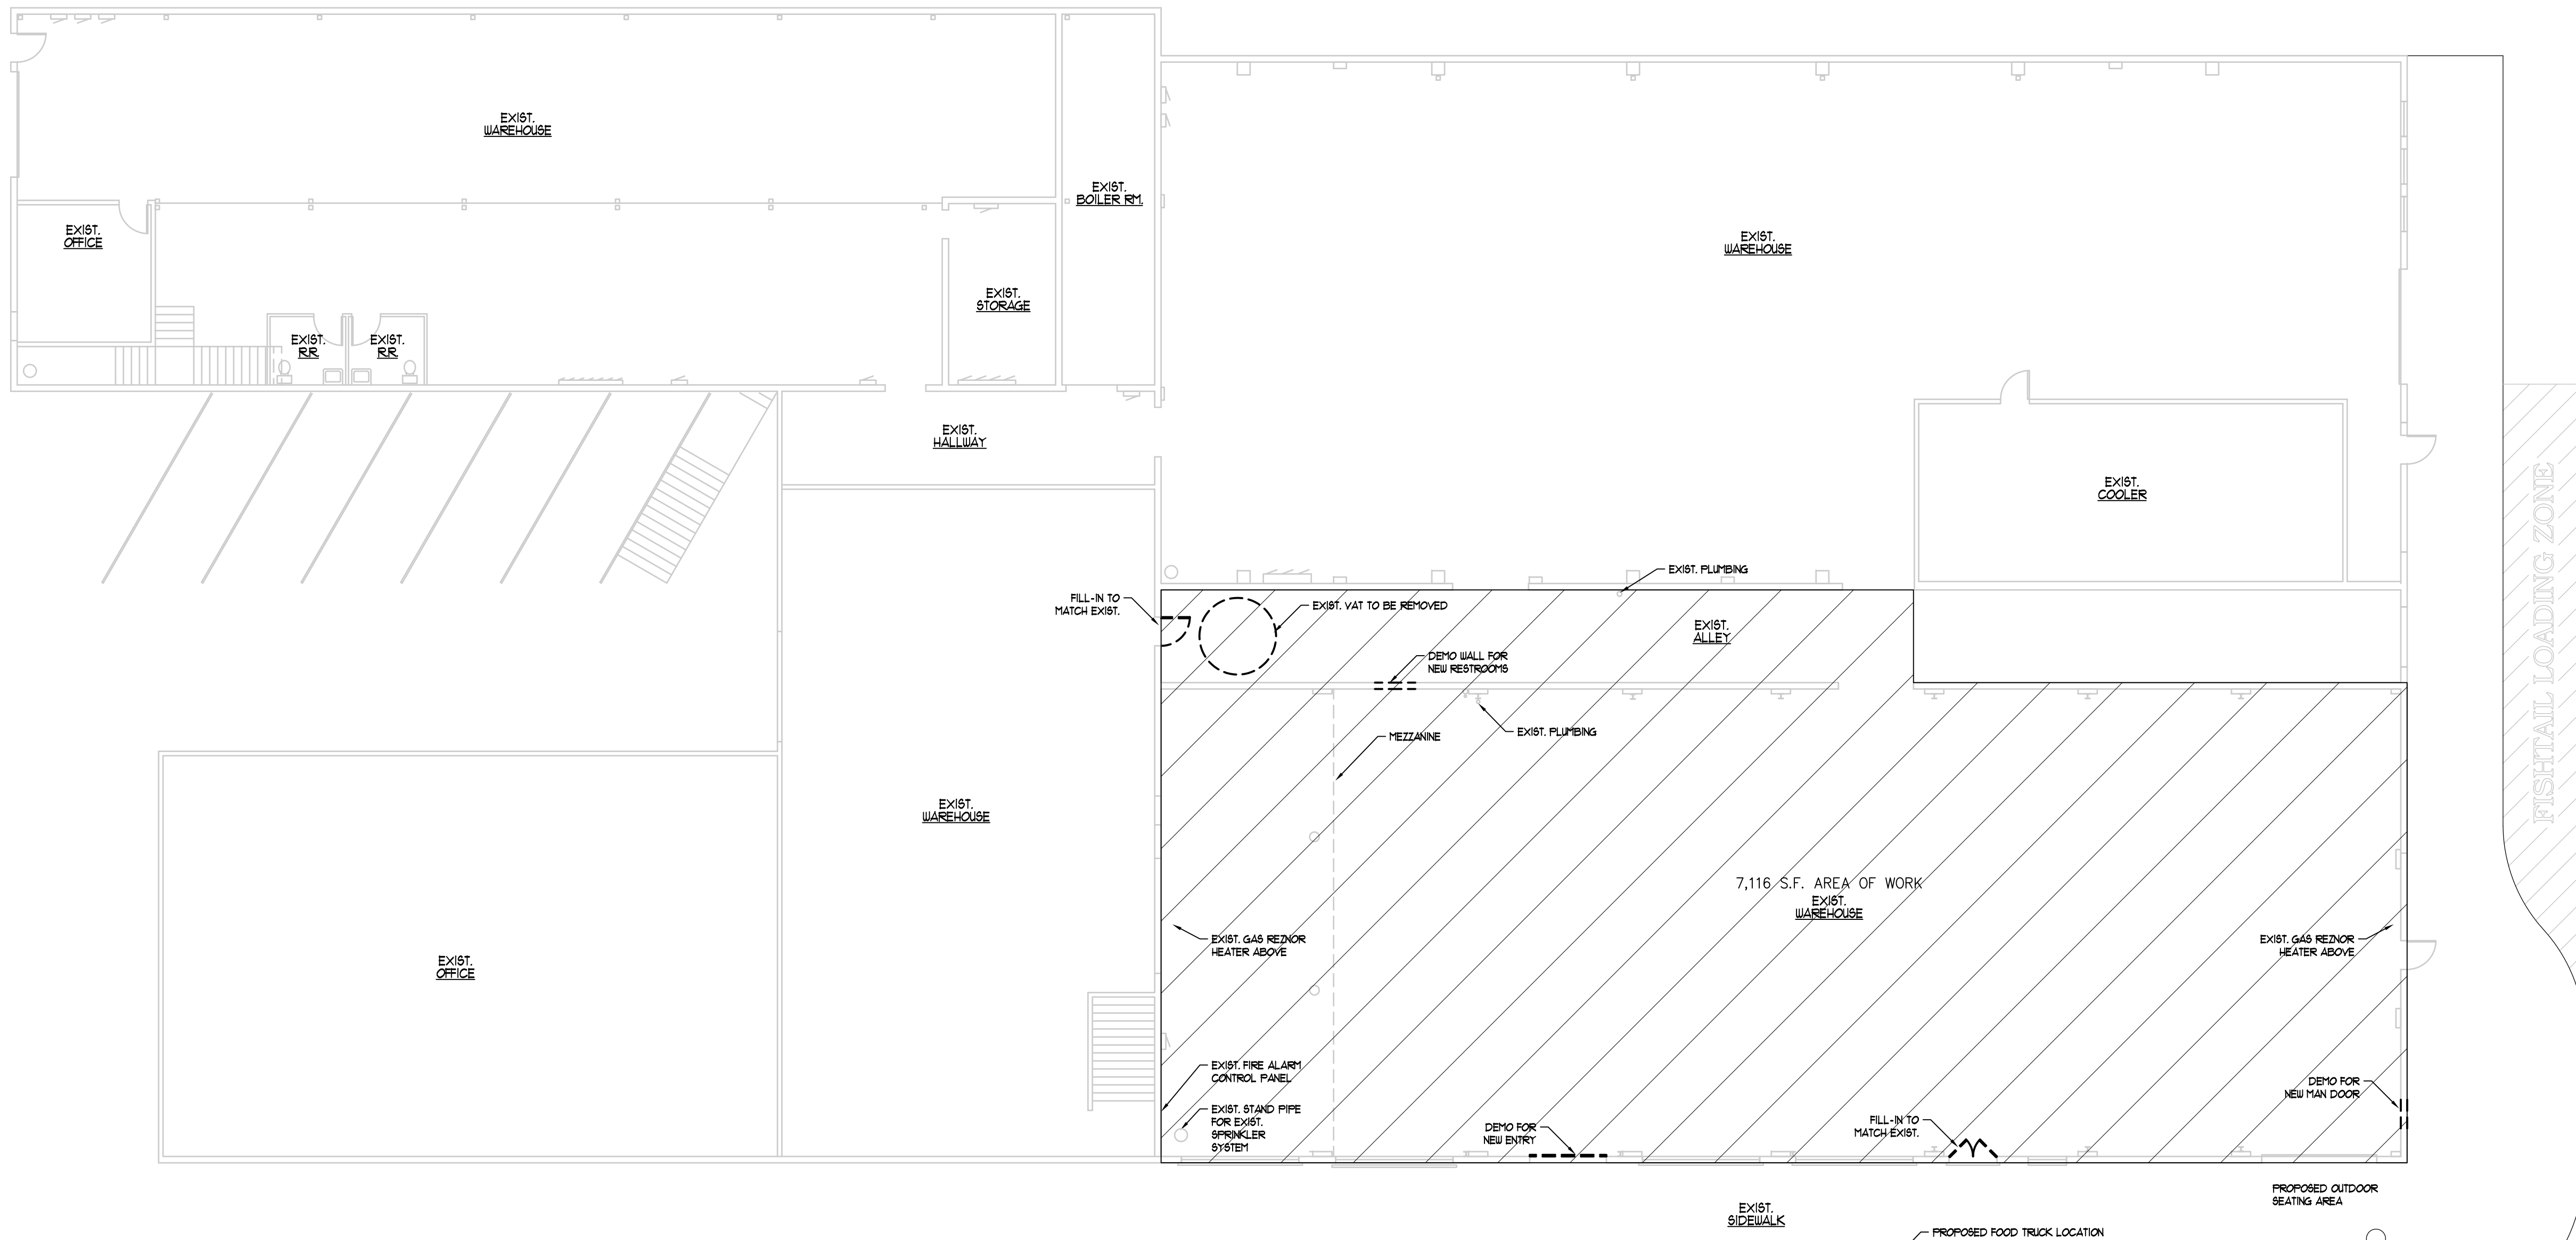 EXIST.
WAREHOUSE
EXIST.
BOILER RM.
EXIST.
OFFICE
EXIST.
WAREHOUSE
EXIST.
STORAGE
EXIST.
R.R.
EXIST.
R.R.
EXIST.
HALLWAY
EXIST.
COOLER
FISHTAIL LOADING ZONE
EXIST. PLUMBING
FILL-IN TO
MATCH EXIST.
EXIST. VAT TO BE REMOVED
EXIST.
ALLEY
DEMO WALL FOR
NEW RESTROOMS
EXIST. PLUMBING
MEZZANINE
EXIST.
WAREHOUSE
7,116 S.F. AREA OF WORK
EXIST.
WAREHOUSE
EXIST. GAS REZNOR
HEATER ABOVE
EXIST. GAS REZNOR
HEATER ABOVE
EXIST.
OFFICE
EXIST. FIRE ALARM
CONTROL PANEL
DEMO FOR
NEW MAN DOOR
EXIST. STAND PIPE
FOR EXIST.
SPRINKLER
SYSTEM
DEMO FOR
NEW ENTRY
FILL-IN TO
MATCH EXIST.
PROPOSED OUTDOOR
SEATING AREA
EXIST.
SIDEWALK
PROPOSED FOOD TRUCK LOCATION